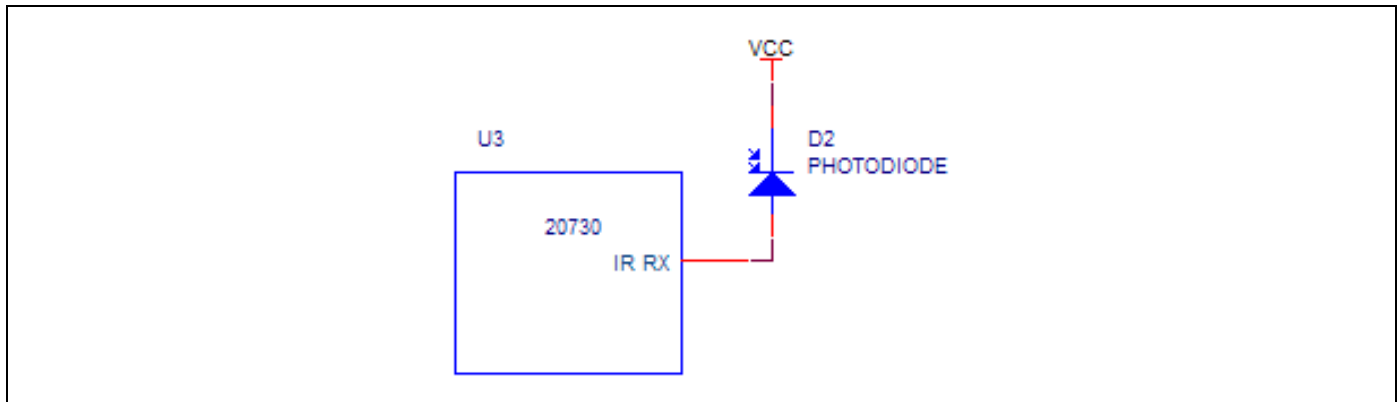 VCC
U3
D2
PHOTODIODE
20730
IR RX